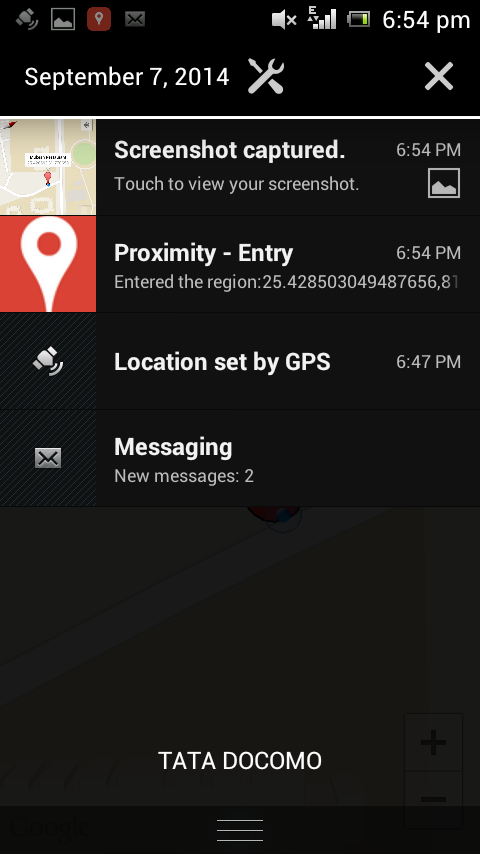 E
6:54 pm
September 7, 2014
Screenshot captured.
6:54 PM
Touch to view your screenshot.
Proximity - Entry
6:54 PM
Entered the region:25.428503049487656,81
Location set by GPS
6:47 PM
Messaging
New messages: 2
TATA DOCOMO
Google